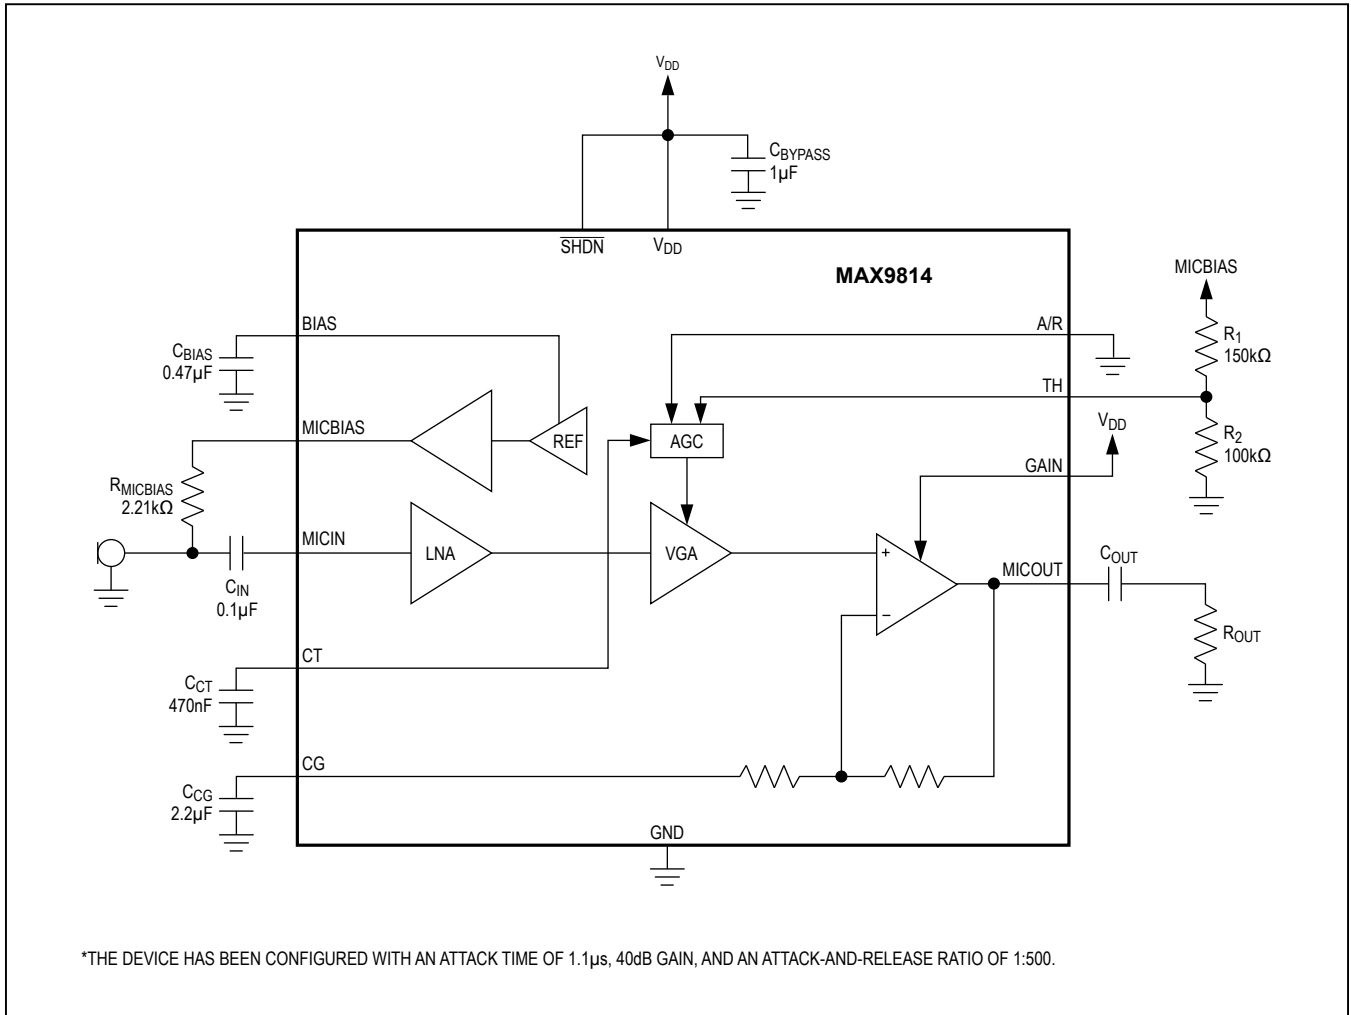 VDD
CBYPASS
1µF
SHDN
VDD
MAX9814
MICBIAS
BIAS
A/R
R1
150kΩ
CBIAS
0.47µF
TH
MICBIAS
REF
AGC
VDD
R2
100kΩ
GAIN
RMICBIAS
2.21kΩ
MICIN
LNA
VGA
+
−
MICOUT
COUT
CIN
0.1µF
ROUT
CT
CCT
470nF
CG
CCG
2.2µF
GND
*THE DEVICE HAS BEEN CONFIGURED WITH AN ATTACK TIME OF 1.1µs, 40dB GAIN, AND AN ATTACK-AND-RELEASE RATIO OF 1:500.